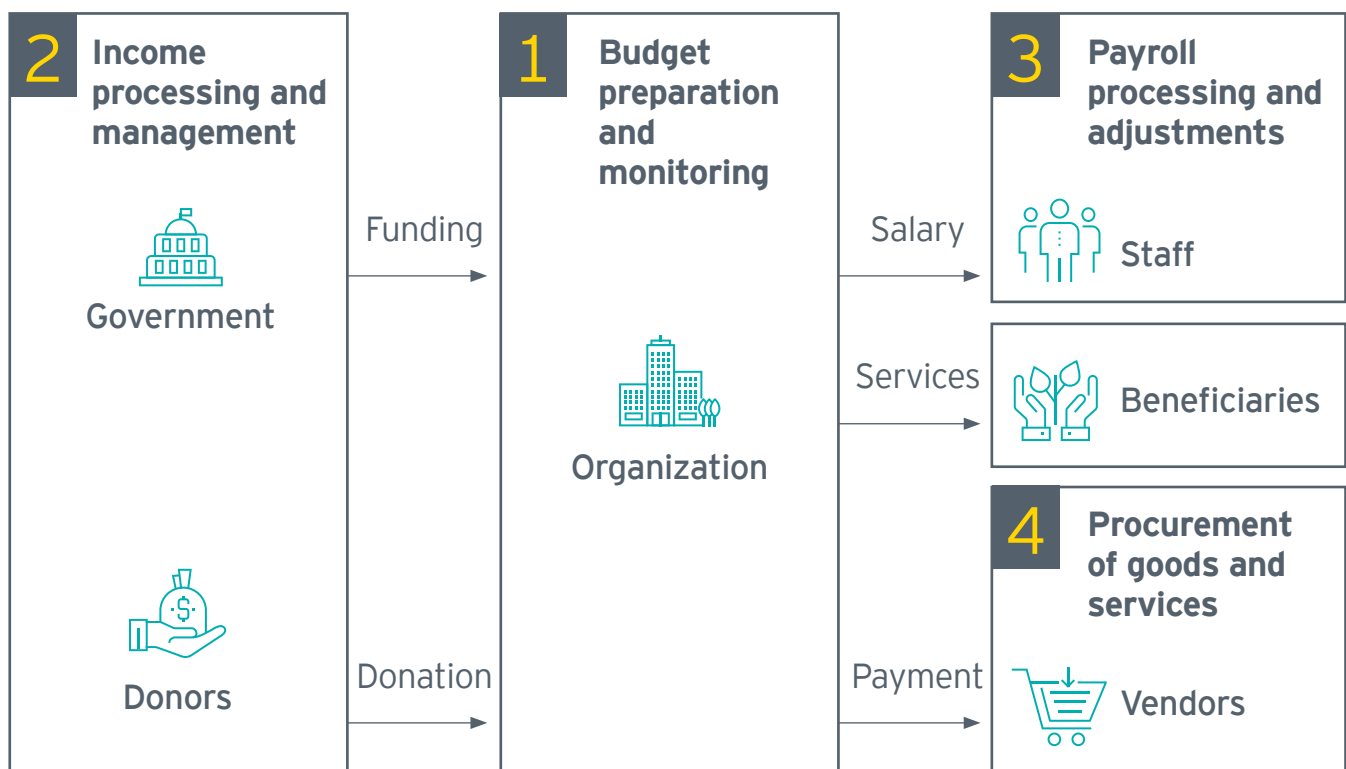 2
Income
processing and
management
Government
Donors
Funding
Donation
1
Budget
preparation
and
monitoring
Organization
Salary
Services
Payment
3
Payroll
processing and
adjustments
Staff
Beneficiaries
4
Procurement
of goods and
services
Vendors
$